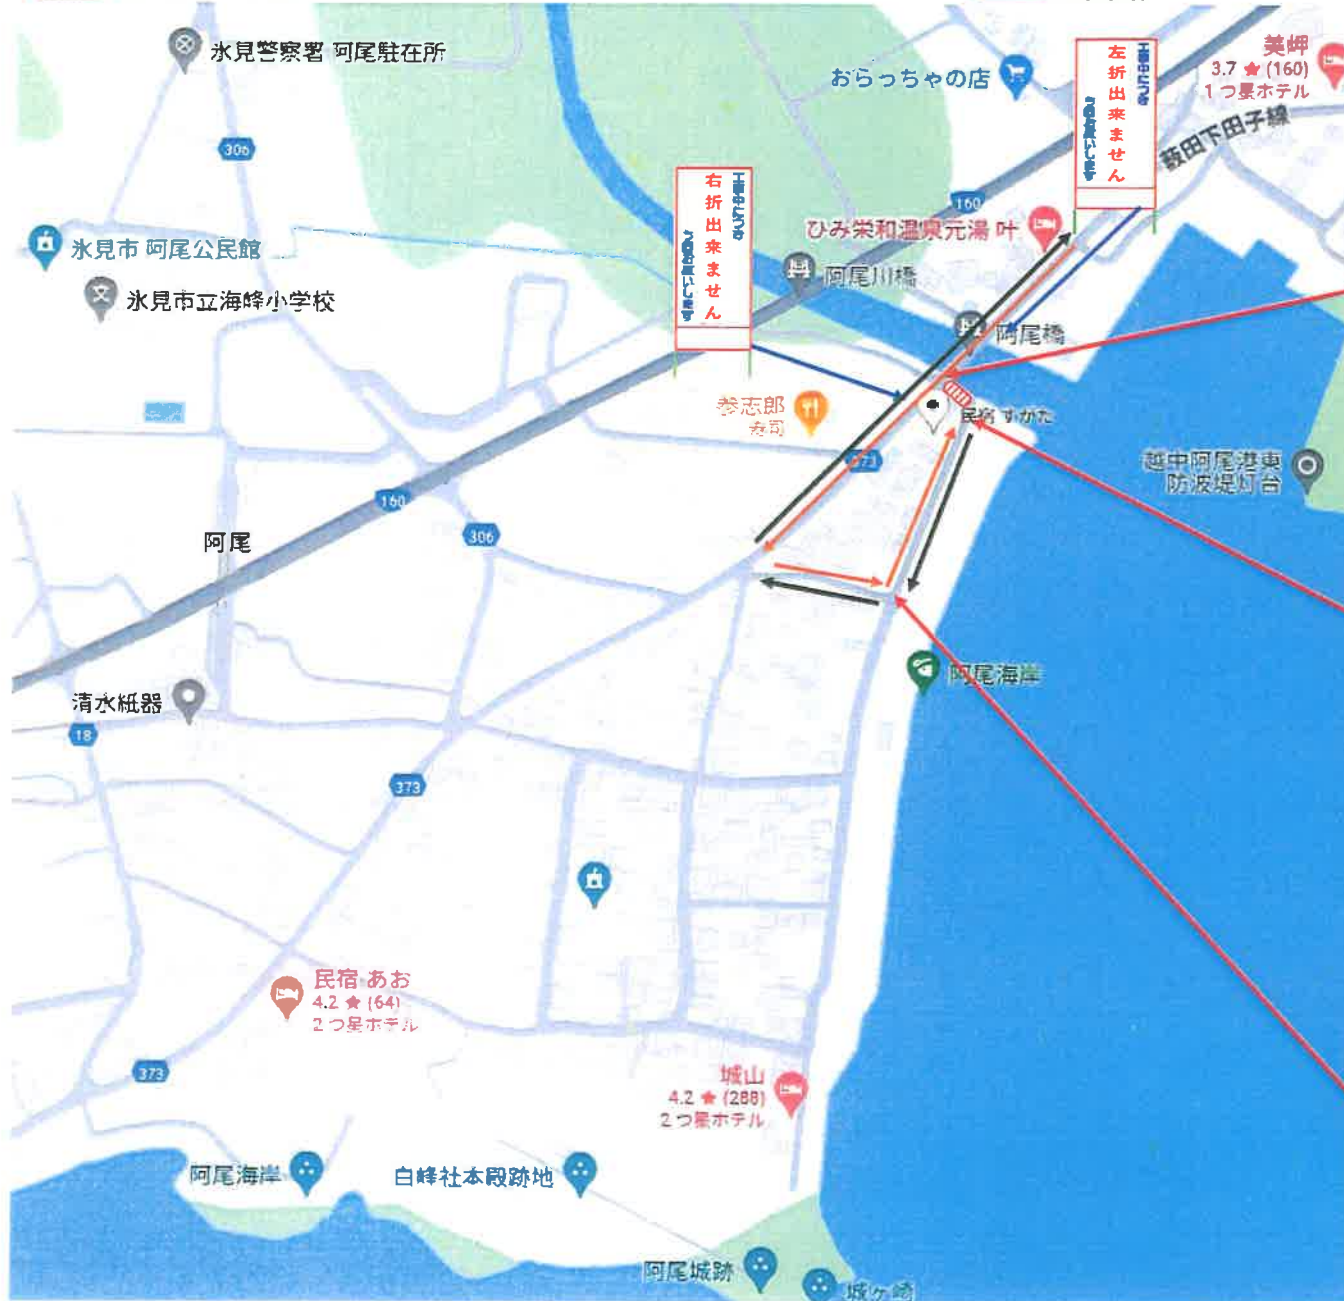 氷見警察署 阿尾駐在所
306
氷見市 阿尾公民館
氷見市立海峰小学校
おらっちゃの店
工事中につき
左折出来ません
美岬
3.7 ★ (160)
1つ星ホテル
藪田下田子線
160
工事中につき
右折出来ません
ひみ栄和温泉元湯 叶
阿尾川橋
阿尾橋
参志郎
寿司
民宿 すがた
373
越中阿尾港東
防波堤灯台
160
306
阿尾
阿尾海岸
清水紙器
18
373
民宿 あお
4.2 ★ (64)
2つ星ホテル
373
城山
4.2 ★ (288)
2つ星ホテル
阿尾海岸
白峰社本殿跡地
阿尾城跡
城ヶ崎